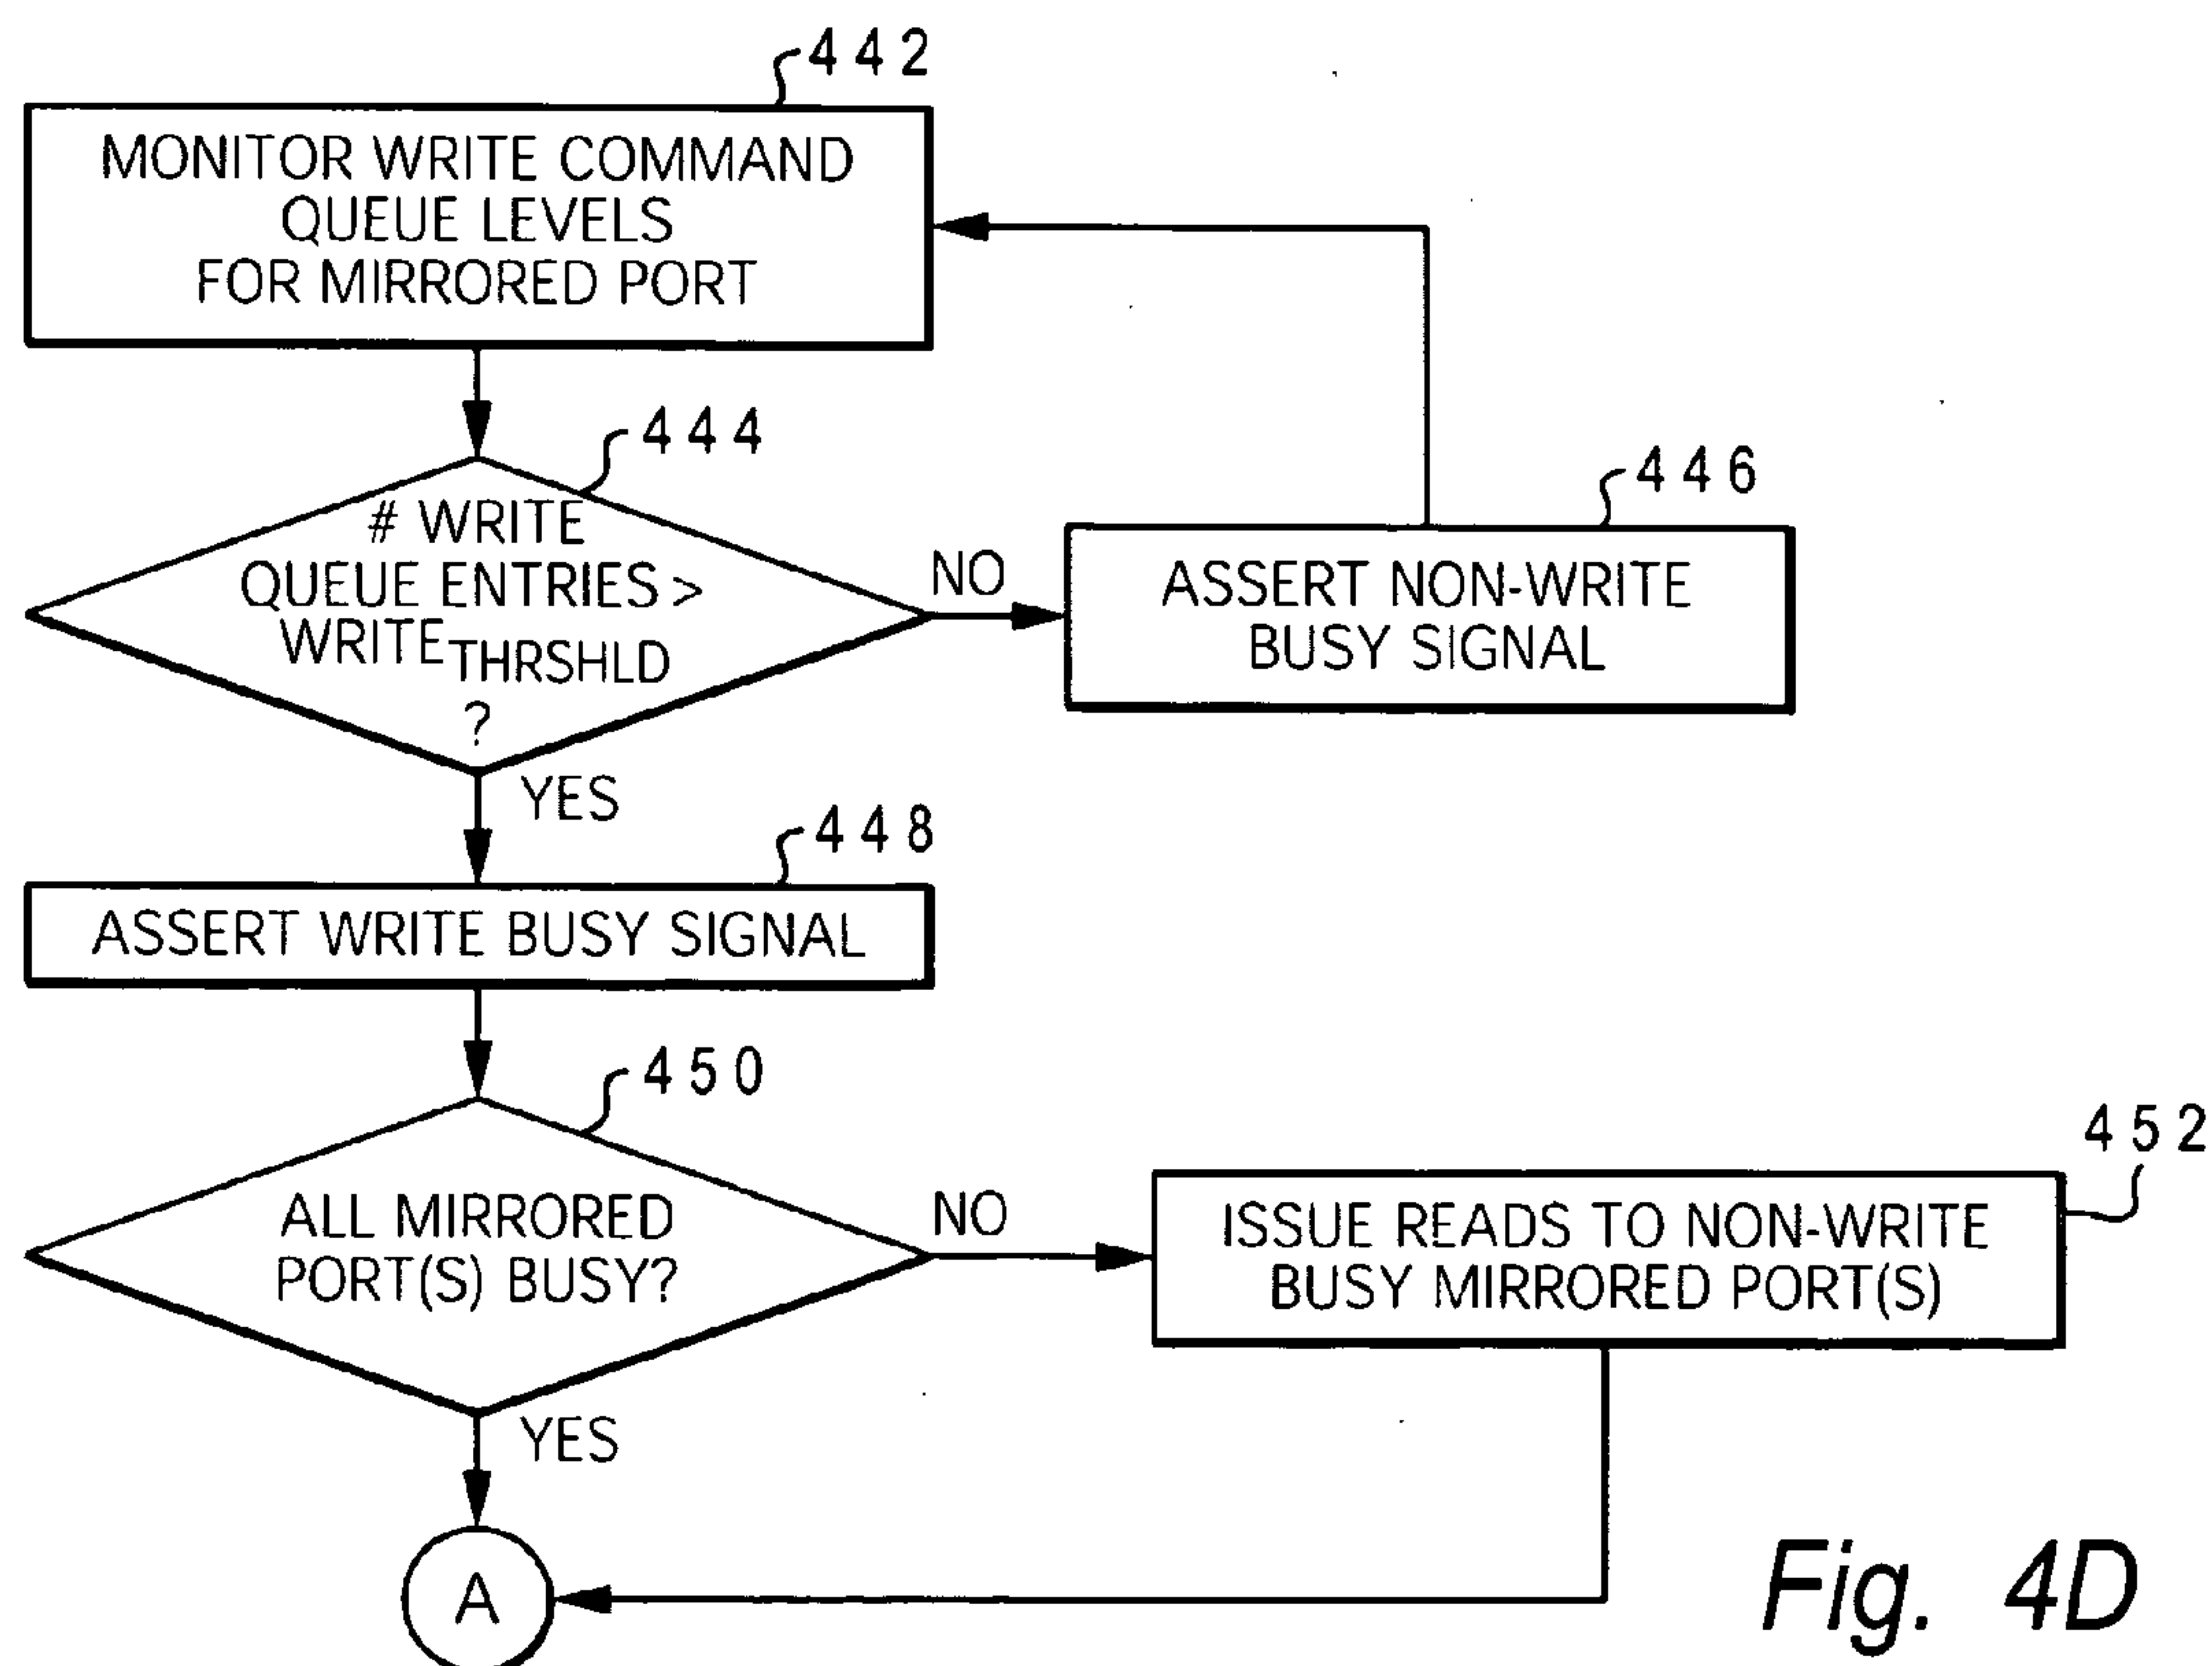 442
MONITOR WRITE COMMAND
QUEUE LEVELS
FOR MIRRORED PORT
444
# WRITE
QUEUE ENTRIES >
WRITE THRSHLD
?
NO
446
ASSERT NON-WRITE
BUSY SIGNAL
YES
448
ASSERT WRITE BUSY SIGNAL
450
ALL MIRRORED
PORT(S) BUSY?
NO
452
ISSUE READS TO NON-WRITE
BUSY MIRRORED PORT(S)
YES
A
Fig. 4D